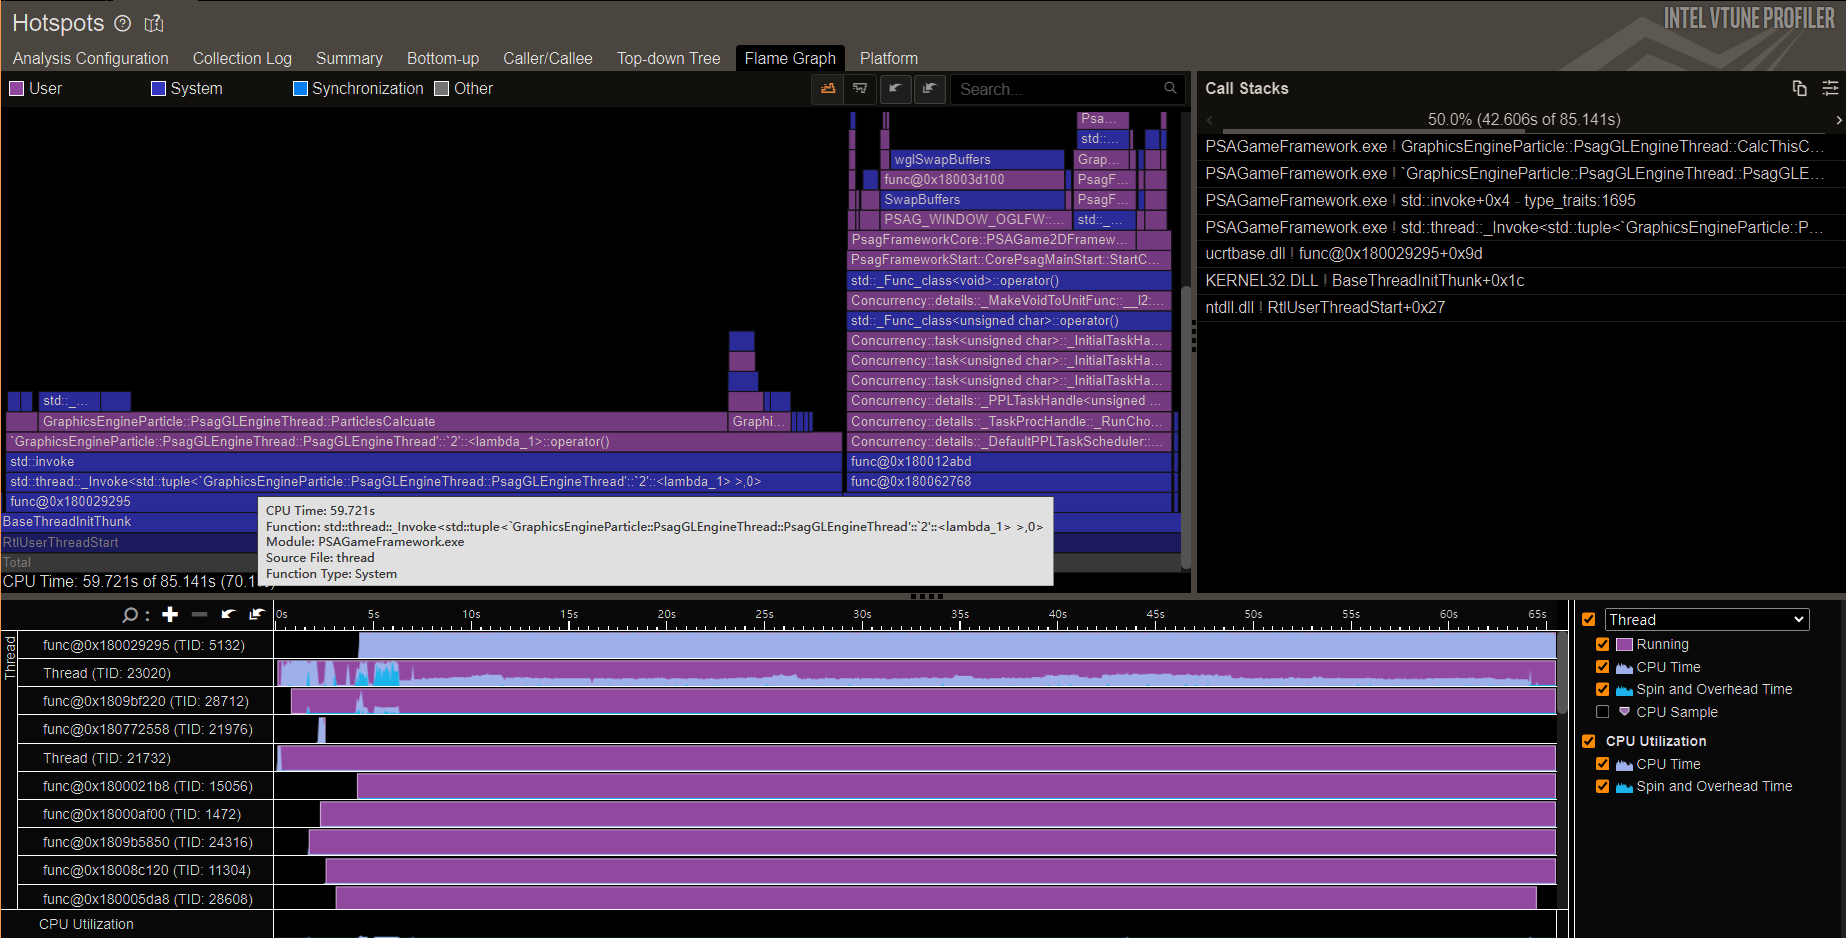 Hotspots
INTEL VTUNE PROFILER
Analysis Configuration Collection Log Summary Bottom-up Caller/Callee Top-down Tree Flame Graph Platform
User System Synchronization Other
Search...
Psa...
std::...
wglSwapBuffers Grap...
func@0x18003d100 PsagF...
SwapBuffers PsagF...
PSAG_WINDOW_OGLFW::... std::_...
PsagFrameworkCore::PSAGame2DFramew...
PsagFrameworkStart::CorePsagMainStart::StartC...
std::_Func_class<void>::operator()
Concurrency::details::_MakeVoidToUnitFunc::__l2:...
std::_Func_class<unsigned char>::operator()
Concurrency::task<unsigned char>::_InitialTaskHa...
Concurrency::task<unsigned char>::_InitialTaskHa...
Concurrency::task<unsigned char>::_InitialTaskHa...
std::_... Concurrency::details::_PPLTaskHandle<unsigned ...
GraphicsEngineParticle::PsagGLEngineThread::ParticlesCalcuate Graphi... Concurrency::details::_TaskProcHandle::_RunCho...
`GraphicsEngineParticle::PsagGLEngineThread::PsagGLEngineThread'::`2'::<lambda_1>::operator() Concurrency::details::_DefaultPPLTaskScheduler::...
std::invoke func@0x180012abd
std::thread::_Invoke<std::tuple<`GraphicsEngineParticle::PsagGLEngineThread::PsagGLEngineThread'::`2'::<lambda_1> >,0> func@0x180062768
func@0x180029295
BaseThreadInitThunk
RtlUserThreadStart
Total
CPU Time: 59.721s of 85.141s (70.1
CPU Time: 59.721s
Function: std::thread::_Invoke<std::tuple<`GraphicsEngineParticle::PsagGLEngineThread::PsagGLEngineThread'::`2'::<lambda_1> >,0>
Module: PSAGameFramework.exe
Source File: thread
Function Type: System
Call Stacks
50.0% (42.606s of 85.141s)
PSAGameFramework.exe ! GraphicsEngineParticle::PsagGLEngineThread::CalcThisC...
PSAGameFramework.exe ! `GraphicsEngineParticle::PsagGLEngineThread::PsagGLE...
PSAGameFramework.exe ! std::invoke+0x4 - type_traits:1695
PSAGameFramework.exe ! std::thread::_Invoke<std::tuple<`GraphicsEngineParticle::P...
ucrtbase.dll ! func@0x180029295+0x9d
KERNEL32.DLL ! BaseThreadInitThunk+0x1c
ntdll.dll ! RtlUserThreadStart+0x27
0s 5s 10s 15s 20s 25s 30s 35s 40s 45s 50s 55s 60s 65s
Thread
func@0x180029295 (TID: 5132)
Thread (TID: 23020)
func@0x1809bf220 (TID: 28712)
func@0x180772558 (TID: 21976)
Thread (TID: 21732)
func@0x1800021b8 (TID: 15056)
func@0x18000af00 (TID: 1472)
func@0x1809b5850 (TID: 24316)
func@0x18008c120 (TID: 11304)
func@0x180005da8 (TID: 28608)
CPU Utilization
Thread
Running
CPU Time
Spin and Overhead Time
CPU Sample
CPU Utilization
CPU Time
Spin and Overhead Time